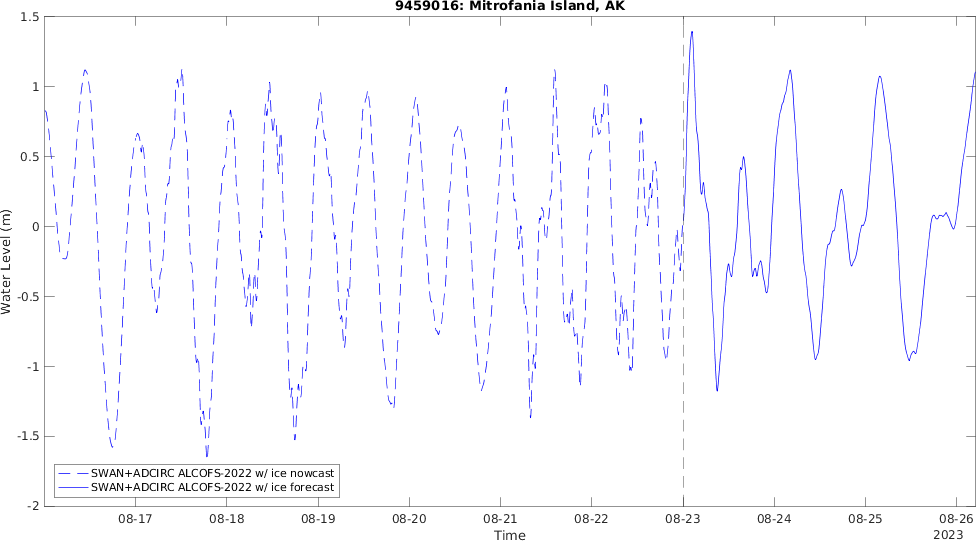 9459016: Mitrofania Island, AK
1.5
1
0.5
0
-0.5
-1
-1.5
-2
Water Level (m)
SWAN+ADCIRC ALCOFS-2022 w/ ice nowcast
SWAN+ADCIRC ALCOFS-2022 w/ ice forecast
08-17 08-18 08-19 08-20 08-21 08-22 08-23 08-24 08-25 08-26
Time
2023